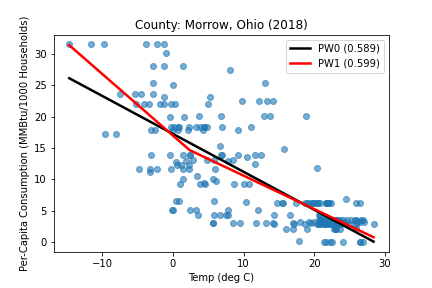 County: Morrow, Ohio (2018)
Per-Capita Consumption (MMBtu/1000 Households)
30
25
20
15
10
5
0
PW0 (0.589)
PW1 (0.599)
−10
0
10
20
30
Temp (deg C)